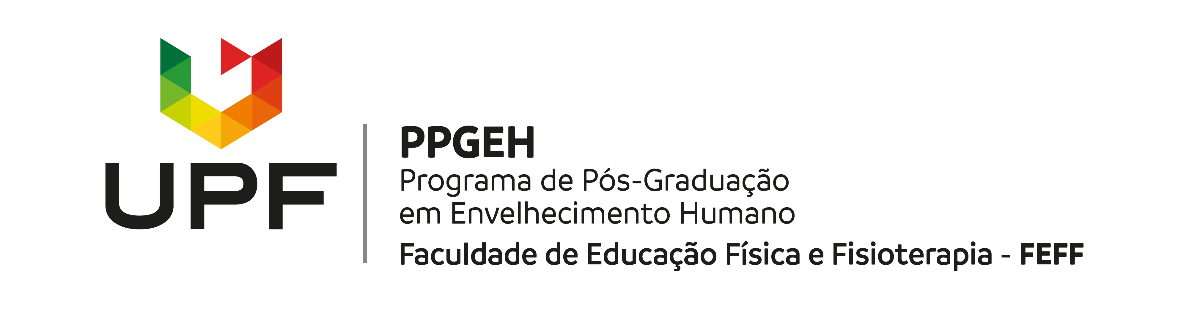 UPF
PPGEH
Programa de Pós-Graduação
em Envelhecimento Humano
Faculdade de Educação Física e Fisioterapia - FEFF